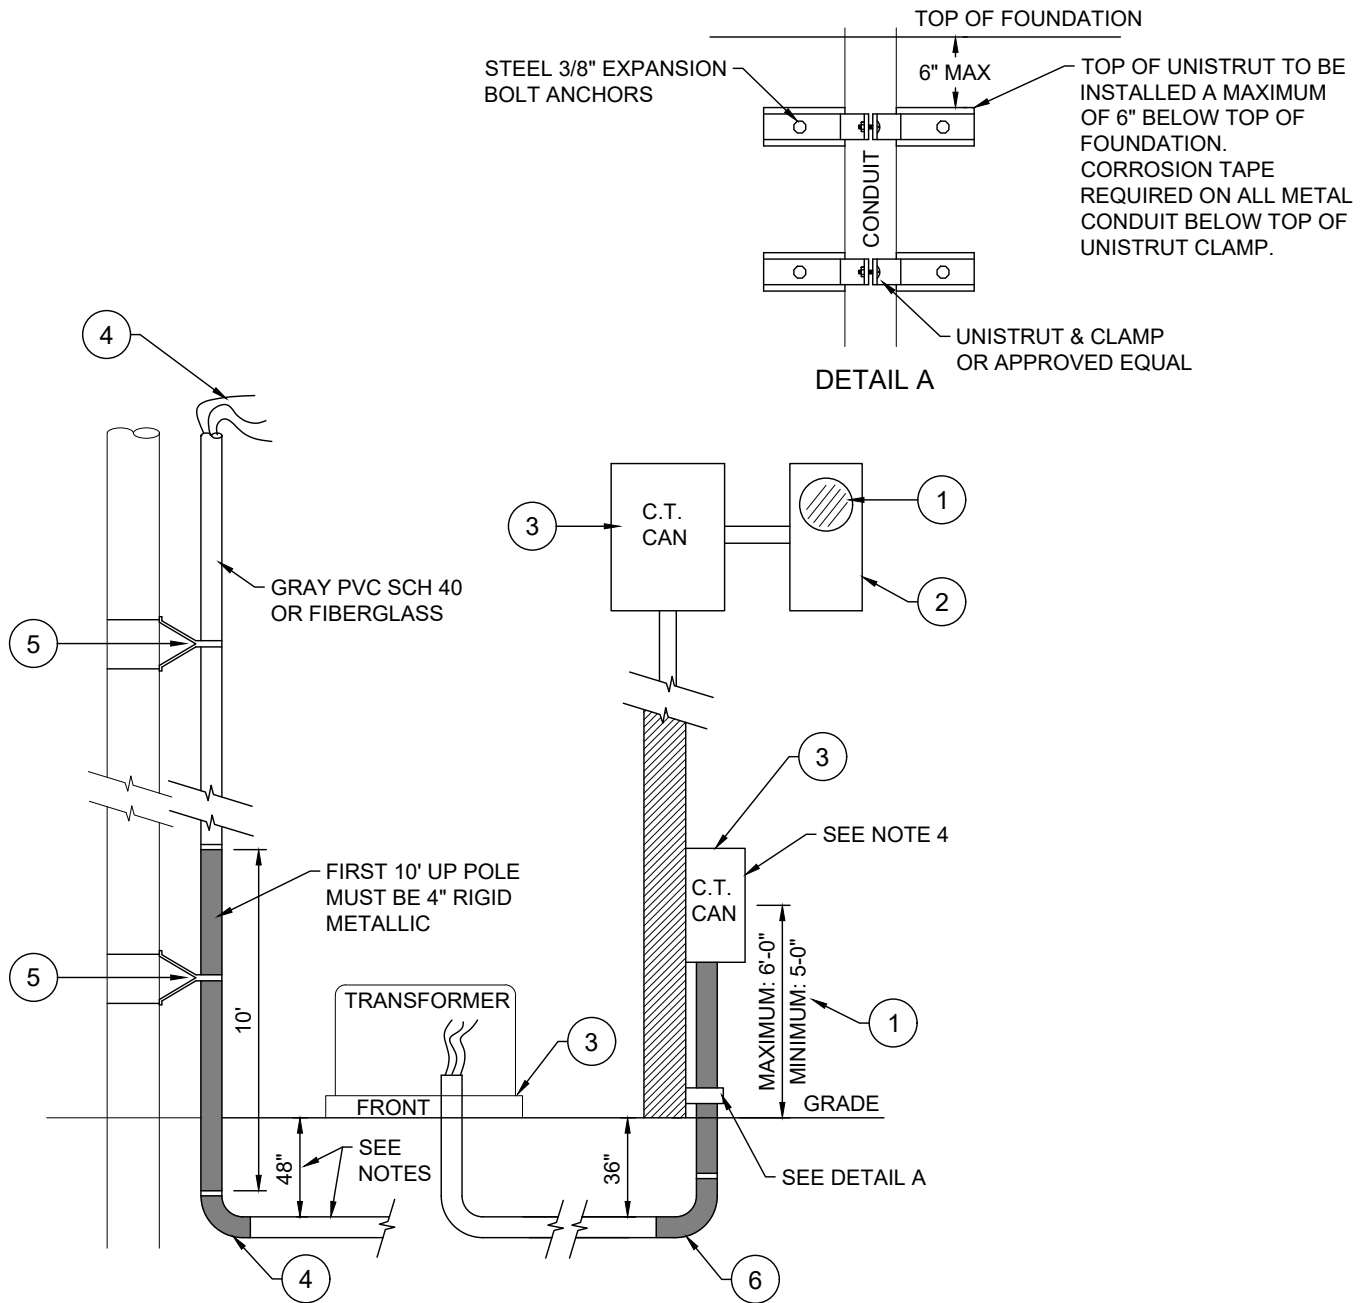 TOP OF FOUNDATION
STEEL 3/8" EXPANSION
BOLT ANCHORS
6" MAX
TOP OF UNISTRUT TO BE
INSTALLED A MAXIMUM
OF 6" BELOW TOP OF
FOUNDATION.
CORROSION TAPE
REQUIRED ON ALL METAL
CONDUIT BELOW TOP OF
UNISTRUT CLAMP.
CONDUIT
UNISTRUT & CLAMP
OR APPROVED EQUAL
DETAIL A
4
GRAY PVC SCH 40
OR FIBERGLASS
5
3
C.T.
CAN
1
2
3
SEE NOTE 4
C.T.
CAN
FIRST 10' UP POLE
MUST BE 4" RIGID
METALLIC
5
10'
TRANSFORMER
3
FRONT
MAXIMUM: 6'-0"
MINIMUM: 5-0"
1
GRADE
48"
SEE
NOTES
36"
SEE DETAIL A
4
6